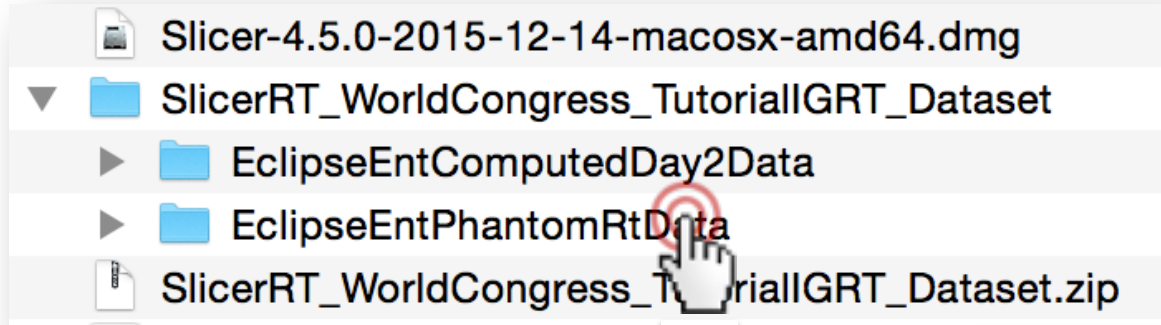 Slicer-4.5.0-2015-12-14-macosx-amd64.dmg
SlicerRT_WorldCongress_TutorialIGRT_Dataset
EclipseEntComputedDay2Data
EclipseEntPhantomRtData
SlicerRT_WorldCongress_TutorialIGRT_Dataset.zip